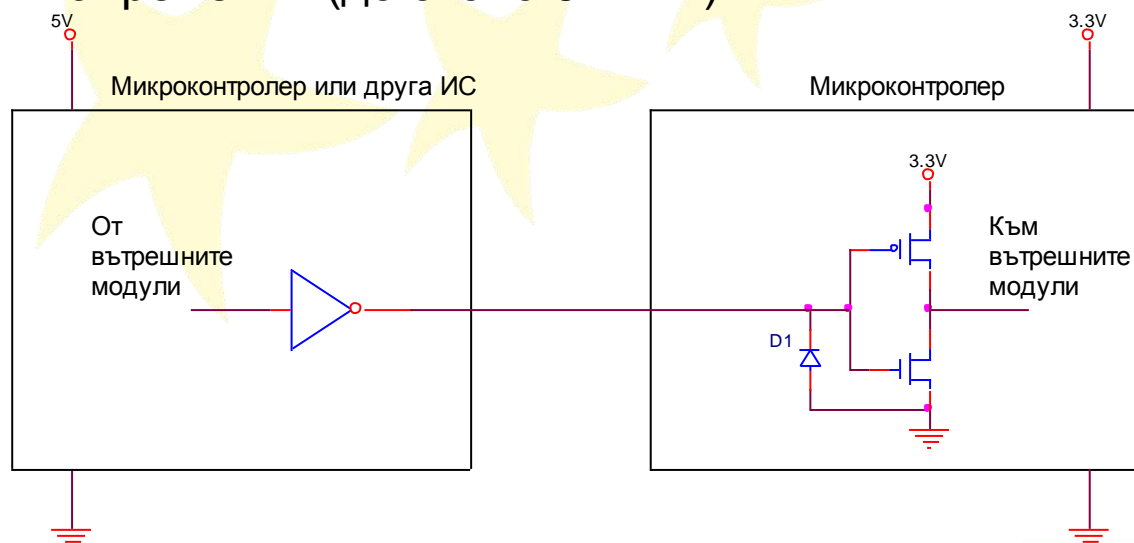 5V
3.3V
Микроконтролер или друга ИС
Микроконтролер
3.3V
От
вътрешните
модули
Към
вътрешните
модули
D1